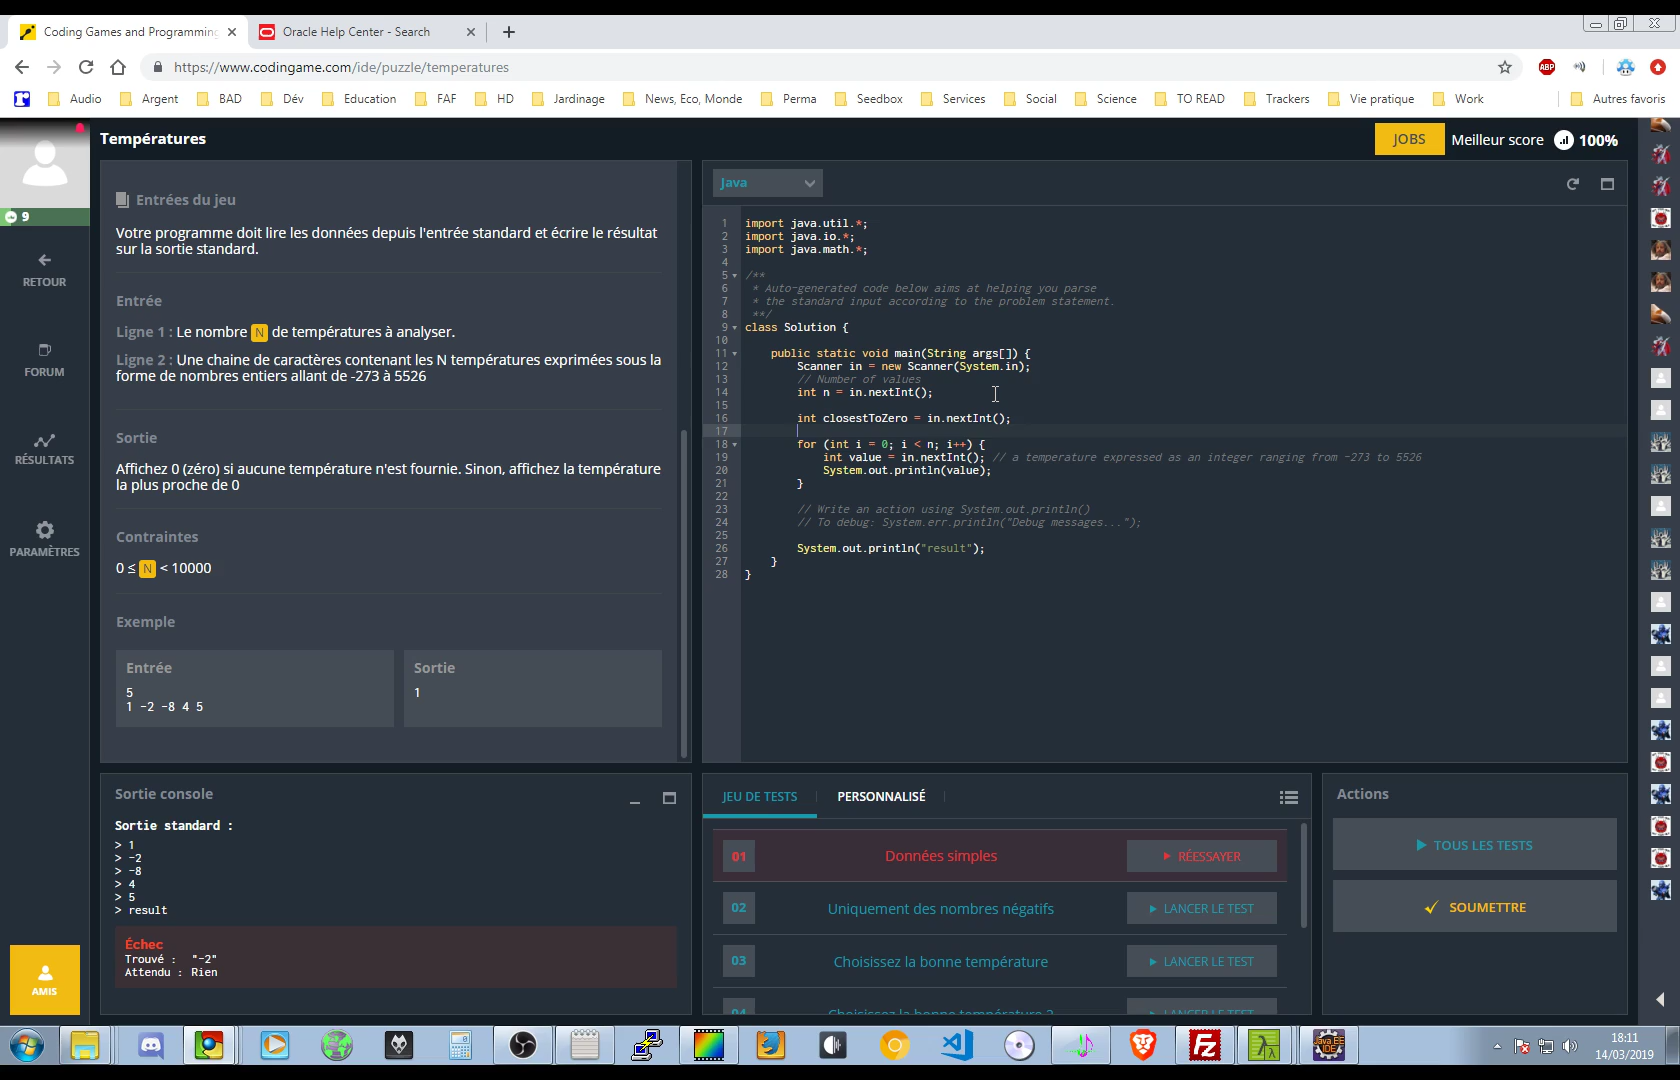 Coding Games and Programming
Oracle Help Center - Search
https://www.codingame.com/ide/puzzle/temperatures
ABP
Audio
Argent
BAD
Dév
Education
FAF
HD
Jardinage
News, Eco, Monde
Perma
Seedbox
Services
Social
Science
TO READ
Trackers
Vie pratique
Work
Autres favoris
9
RETOUR
FORUM
RÉSULTATS
PARAMÈTRES
AMIS
Températures
JOBS
Meilleur score 100%
Entrées du jeu
Votre programme doit lire les données depuis l'entrée standard et écrire le résultat
sur la sortie standard.
Entrée
Ligne 1 : Le nombre N de températures à analyser.
Ligne 2 : Une chaine de caractères contenant les N températures exprimées sous la
forme de nombres entiers allant de -273 à 5526
Sortie
Affichez 0 (zéro) si aucune température n'est fournie. Sinon, affichez la température
la plus proche de 0
Contraintes
0 ≤ N < 10000
Exemple
Entrée
5
1 -2 -8 4 5
Sortie
1
Java
1 import java.util.*;
2 import java.io.*;
3 import java.math.*;
4
5 /**
6  * Auto-generated code below aims at helping you parse
7  * the standard input according to the problem statement.
8  **/
9 class Solution {
10
11     public static void main(String args[]) {
12         Scanner in = new Scanner(System.in);
13         // Number of values
14         int n = in.nextInt();
15
16         int closestToZero = in.nextInt();
17
18         for (int i = 0; i < n; i++) {
19             int value = in.nextInt(); // a temperature expressed as an integer ranging from -273 to 5526
20             System.out.println(value);
21         }
22
23         // Write an action using System.out.println()
24         // To debug: System.err.println("Debug messages...");
25
26         System.out.println("result");
27     }
28 }
Sortie console
Sortie standard :
> 1
> -2
> -8
> 4
> 5
> result
Échec
Trouvé : "-2"
Attendu : Rien
JEU DE TESTS
PERSONNALISÉ
01 Données simples RÉESSAYER
02 Uniquement des nombres négatifs LANCER LE TEST
03 Choisissez la bonne température LANCER LE TEST
04 Choisissez la bonne température 2 LANCER LE TEST
Actions
TOUS LES TESTS
SOUMETTRE
FZ
Java EE
IDE
18:11
14/03/2019